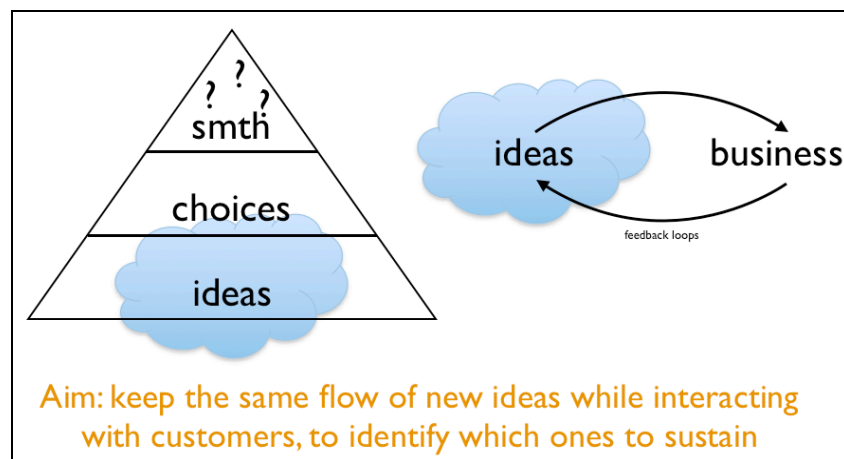 ? ? ?
smth
choices
ideas
ideas
business
feedback loops
Aim: keep the same flow of new ideas while interacting
with customers, to identify which ones to sustain